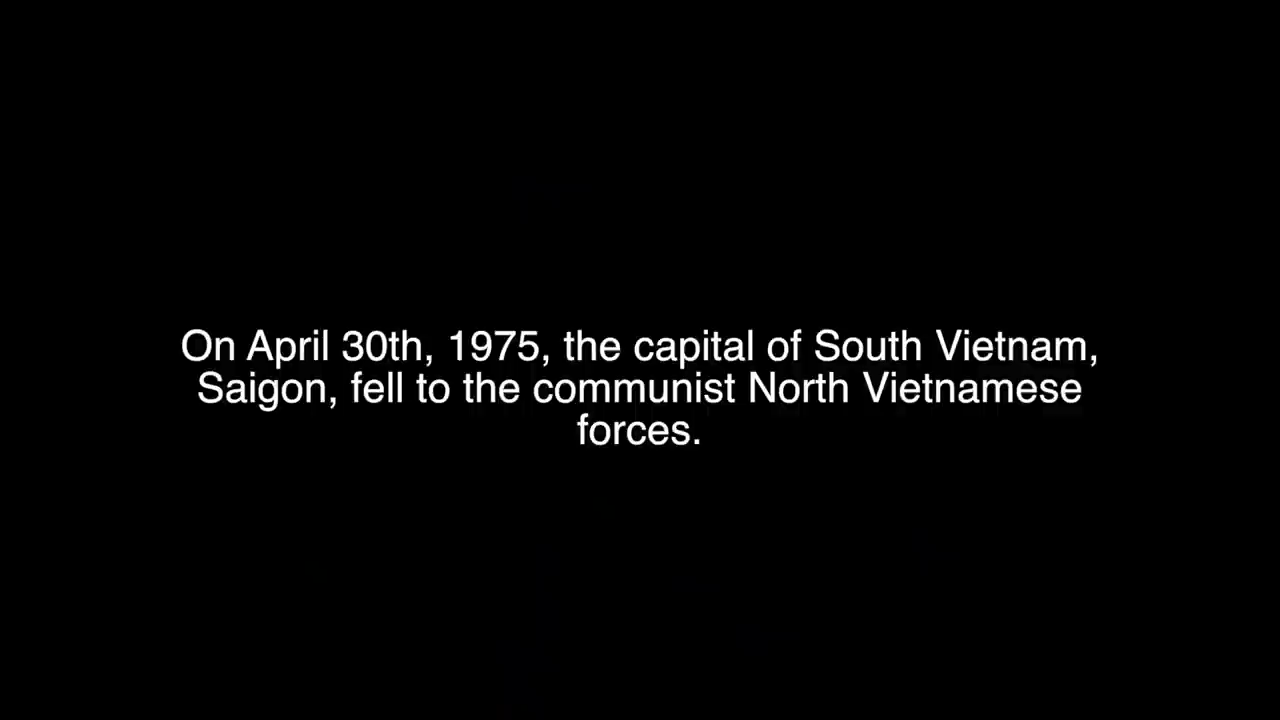 On April 30th, 1975, the capital of South Vietnam,
Saigon, fell to the communist North Vietnamese
forces.